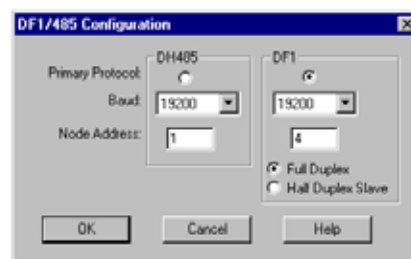 DF1/485 Configuration
DH485 DF1
Primary Protocol:
Baud: 19200 19200
Node Address: 1 4
Full Duplex
Half Duplex Slave
OK Cancel Help